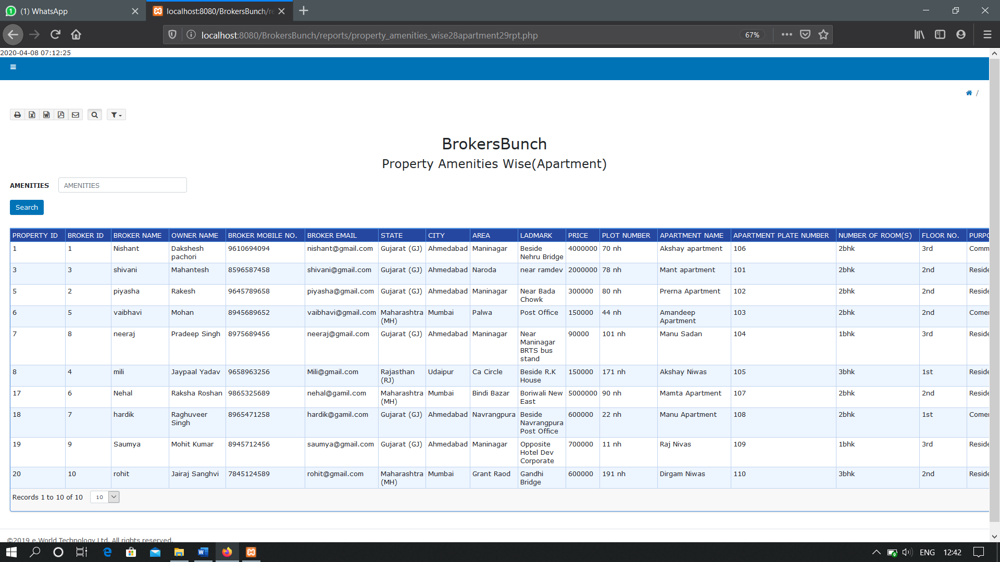 (1) WhatsApp
localhost:8080/BrokersBunch/re
localhost:8080/BrokersBunch/reports/property_amenities_wise28apartment29rpt.php 67%
2020-04-08 07:12:25
/
BrokersBunch
Property Amenities Wise(Apartment)
AMENITIES AMENITIES
Search
PROPERTY ID BROKER ID BROKER NAME OWNER NAME BROKER MOBILE NO. BROKER EMAIL STATE CITY AREA LADMARK PRICE PLOT NUMBER APARTMENT NAME APARTMENT PLATE NUMBER NUMBER OF ROOM(S) FLOOR NO. PURPO
1 1 Nishant Dakshesh 9610694094 nishant@gmail.com Gujarat (GJ) Ahmedabad Maninagar Beside 4000000 70 nh Akshay apartment 106 2bhk 3rd Comm
pachori Nehru Bridge
3 3 shivani Mahantesh 8596587458 shivani@gmail.com Gujarat (GJ) Ahmedabad Naroda near ramdev 2000000 78 nh Mant apartment 101 2bhk 2nd Reside
5 2 piyasha Rakesh 9645789658 piyasha@gmail.com Gujarat (GJ) Ahmedabad Maninagar Near Bada 300000 80 nh Prerna Apartment 102 2bhk 2nd Reside
Chowk
6 5 vaibhavi Mohan 8945689652 vaibhavi@gmail.com Maharashtra Mumbai Palwa Post Office 150000 44 nh Amandeep 103 2bhk 2nd Comer
(MH) Apartment
7 8 neeraj Pradeep Singh 8975689456 neeraj@gmail.com Gujarat (GJ) Ahmedabad Maninagar Near 90000 101 nh Manu Sadan 104 1bhk 3rd Reside
Maninagar
BRTS bus
stand
8 4 mili Jaypaal Yadav 9658963256 Mili@gmail.com Rajasthan Udaipur Ca Circle Beside R.K 150000 171 nh Akshay Niwas 105 3bhk 1st Reside
(RJ) House
17 6 Nehal Raksha Roshan 9865325689 nehal@gamil.com Maharashtra Mumbai Bindi Bazar Boriwali New 5000000 90 nh Mamta Apartment 107 2bhk 2nd Reside
(MH) East
18 7 hardik Raghuveer 8965471258 hardik@gamil.com Gujarat (GJ) Ahmedabad Navrangpura Beside 600000 22 nh Manu Apartment 108 2bhk 1st Comer
Singh Navrangpura
Post Office
19 9 Saumya Mohit Kumar 8945712456 saumya@gmail.com Gujarat (GJ) Ahmedabad Maninagar Opposite 700000 11 nh Raj Nivas 109 1bhk 3rd Reside
Hotel Dev
Corporate
20 10 rohit Jairaj Sanghvi 7845124589 rohit@gmail.com Maharashtra Mumbai Grant Raod Gandhi 600000 191 nh Dirgam Niwas 110 3bhk 2nd Reside
(MH) Bridge
Records 1 to 10 of 10 10
©2019 e.World Technology Ltd. All rights reserved.
ENG 12:42